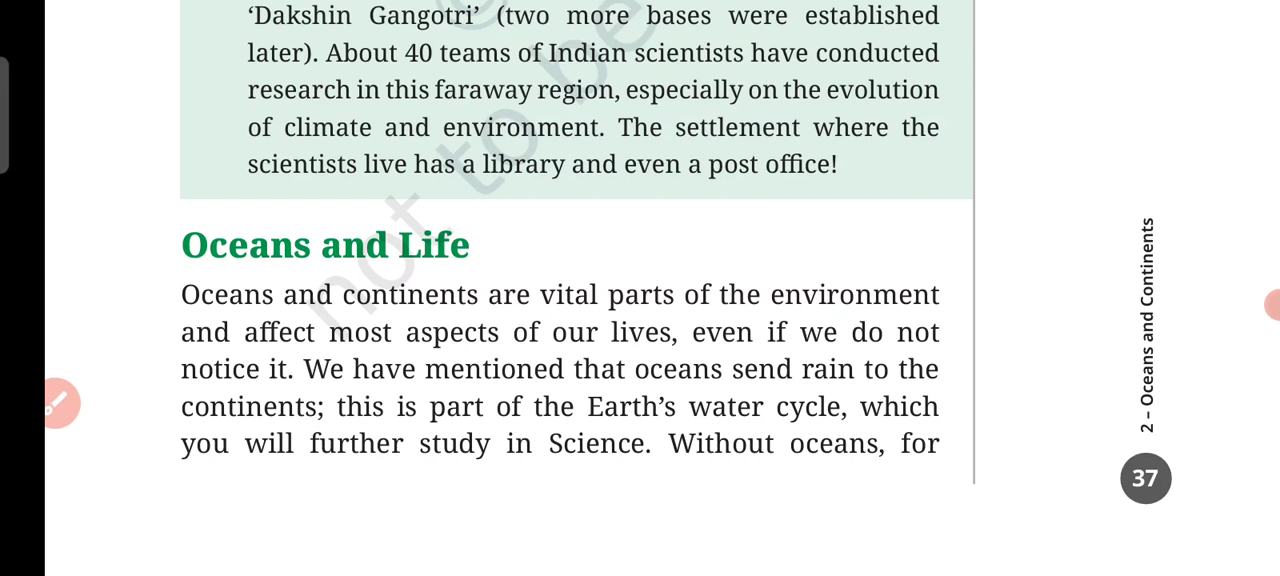 ‘Dakshin Gangotri’ (two more bases were established
later). About 40 teams of Indian scientists have conducted
research in this faraway region, especially on the evolution
of climate and environment. The settlement where the
scientists live has a library and even a post office!
Oceans and Life
Oceans and continents are vital parts of the environment
and affect most aspects of our lives, even if we do not
notice it. We have mentioned that oceans send rain to the
continents; this is part of the Earth’s water cycle, which
you will further study in Science. Without oceans, for
not to be
2 – Oceans and Continents
37